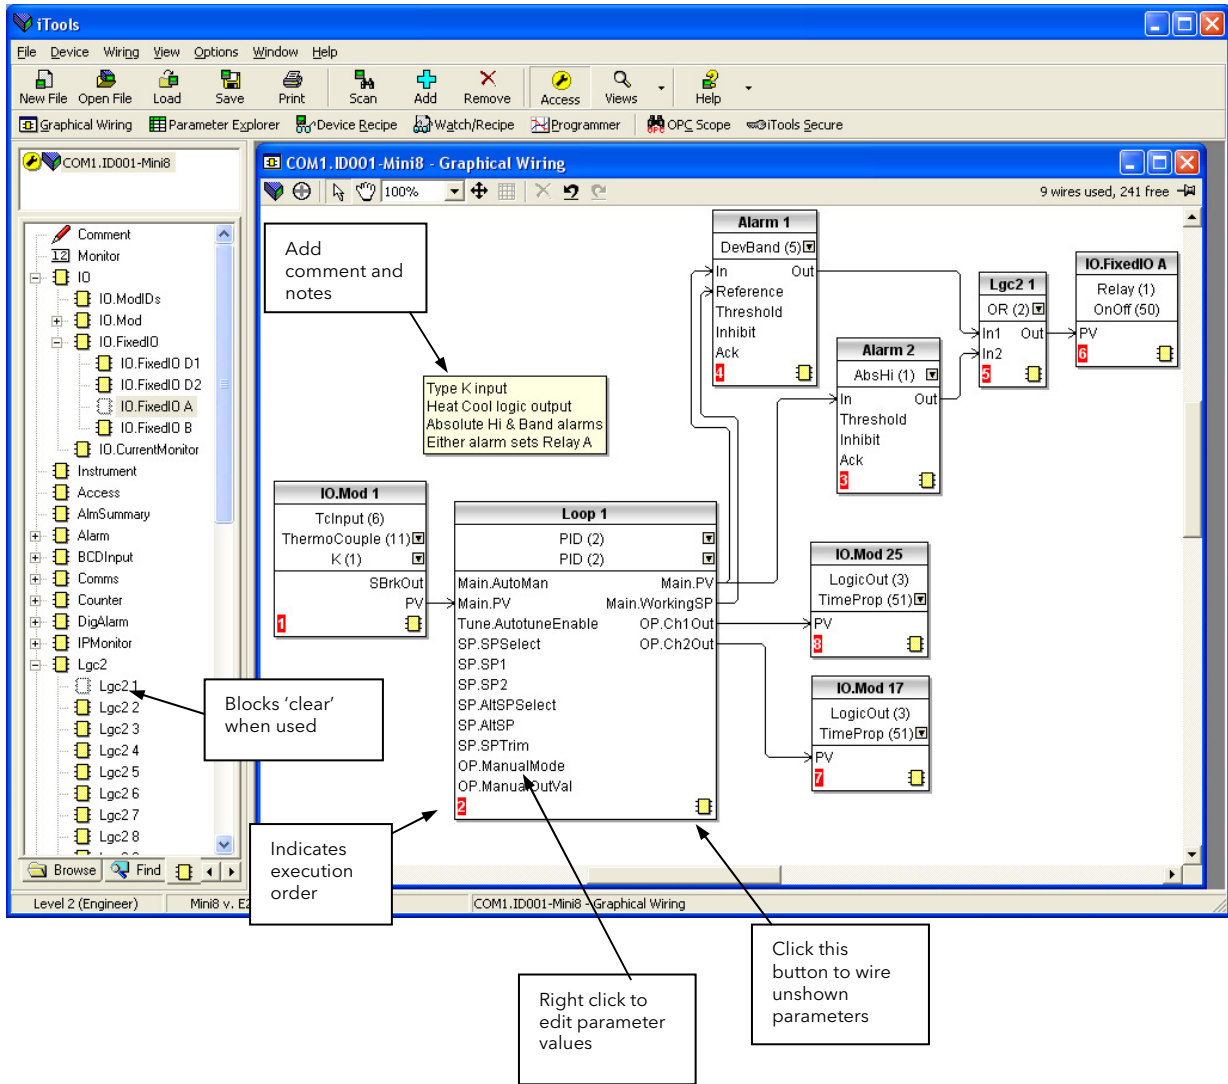 iTools
File Device Wiring View Options Window Help
New File Open File Load Save Print Scan Add Remove Access Views Help
Graphical Wiring Parameter Explorer Device Recipe Watch/Recipe Programmer OPC Scope iTools Secure
COM1.ID001-Mini8
COM1.ID001-Mini8 - Graphical Wiring
100%
9 wires used, 241 free
Comment
Monitor
IO
IO.ModIDs
IO.Mod
IO.FixedIO
IO.FixedIO D1
IO.FixedIO D2
IO.FixedIO A
IO.FixedIO B
IO.CurrentMonitor
Instrument
Access
AlmSummary
Alarm
BCDInput
Comms
Counter
DigAlarm
IPMonitor
Lgc2
Lgc2 1
Lgc2 2
Lgc2 3
Lgc2 4
Lgc2 5
Lgc2 6
Lgc2 7
Lgc2 8
Browse Find
Add
comment and
notes
Type K input
Heat Cool logic output
Absolute Hi & Band alarms
Either alarm sets Relay A
Alarm 1
DevBand (5)
In Out
Reference
Threshold
Inhibit
Ack
4
Alarm 2
AbsHi (1)
In Out
Threshold
Inhibit
Ack
3
Lgc2 1
OR (2)
In1 Out
In2
5
IO.FixedIO A
Relay (1)
OnOff (50)
PV
6
IO.Mod 1
TcInput (6)
ThermoCouple (11)
K (1)
SBrkOut
PV
1
Loop 1
PID (2)
PID (2)
Main.AutoMan Main.PV
Main.PV Main.WorkingSP
Tune.AutotuneEnable OP.Ch1Out
SP.SPSelect OP.Ch2Out
SP.SP1
SP.SP2
SP.AltSPSelect
SP.AltSP
SP.SPTrim
OP.ManualMode
OP.ManualOutVal
2
IO.Mod 25
LogicOut (3)
TimeProp (51)
PV
8
IO.Mod 17
LogicOut (3)
TimeProp (51)
PV
7
Blocks ‘clear’
when used
Indicates
execution
order
Level 2 (Engineer) Mini8 v. E2 COM1.ID001-Mini8 - Graphical Wiring
Click this
button to wire
unshown
parameters
Right click to
edit parameter
values